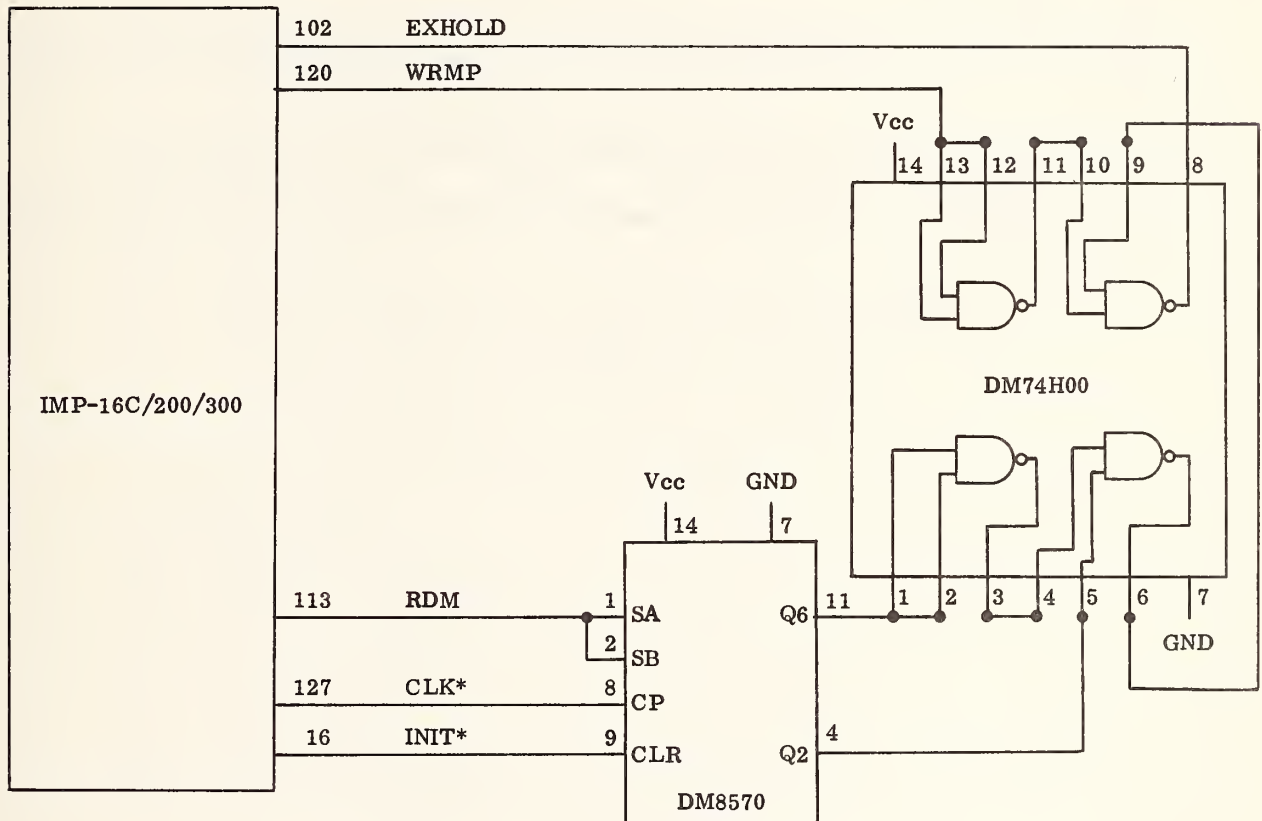 102 EXHOLD
120 WRMP
Vcc
14 13 12 11 10 9 8
IMP-16C/200/300
DM74H00
Vcc GND
14 7
113 RDM 1 SA
2 SB
127 CLK* 8 CP
16 INIT* 9 CLR
Q6 11
Q2 4
DM8570
1 2 3 4 5 6 7
GND